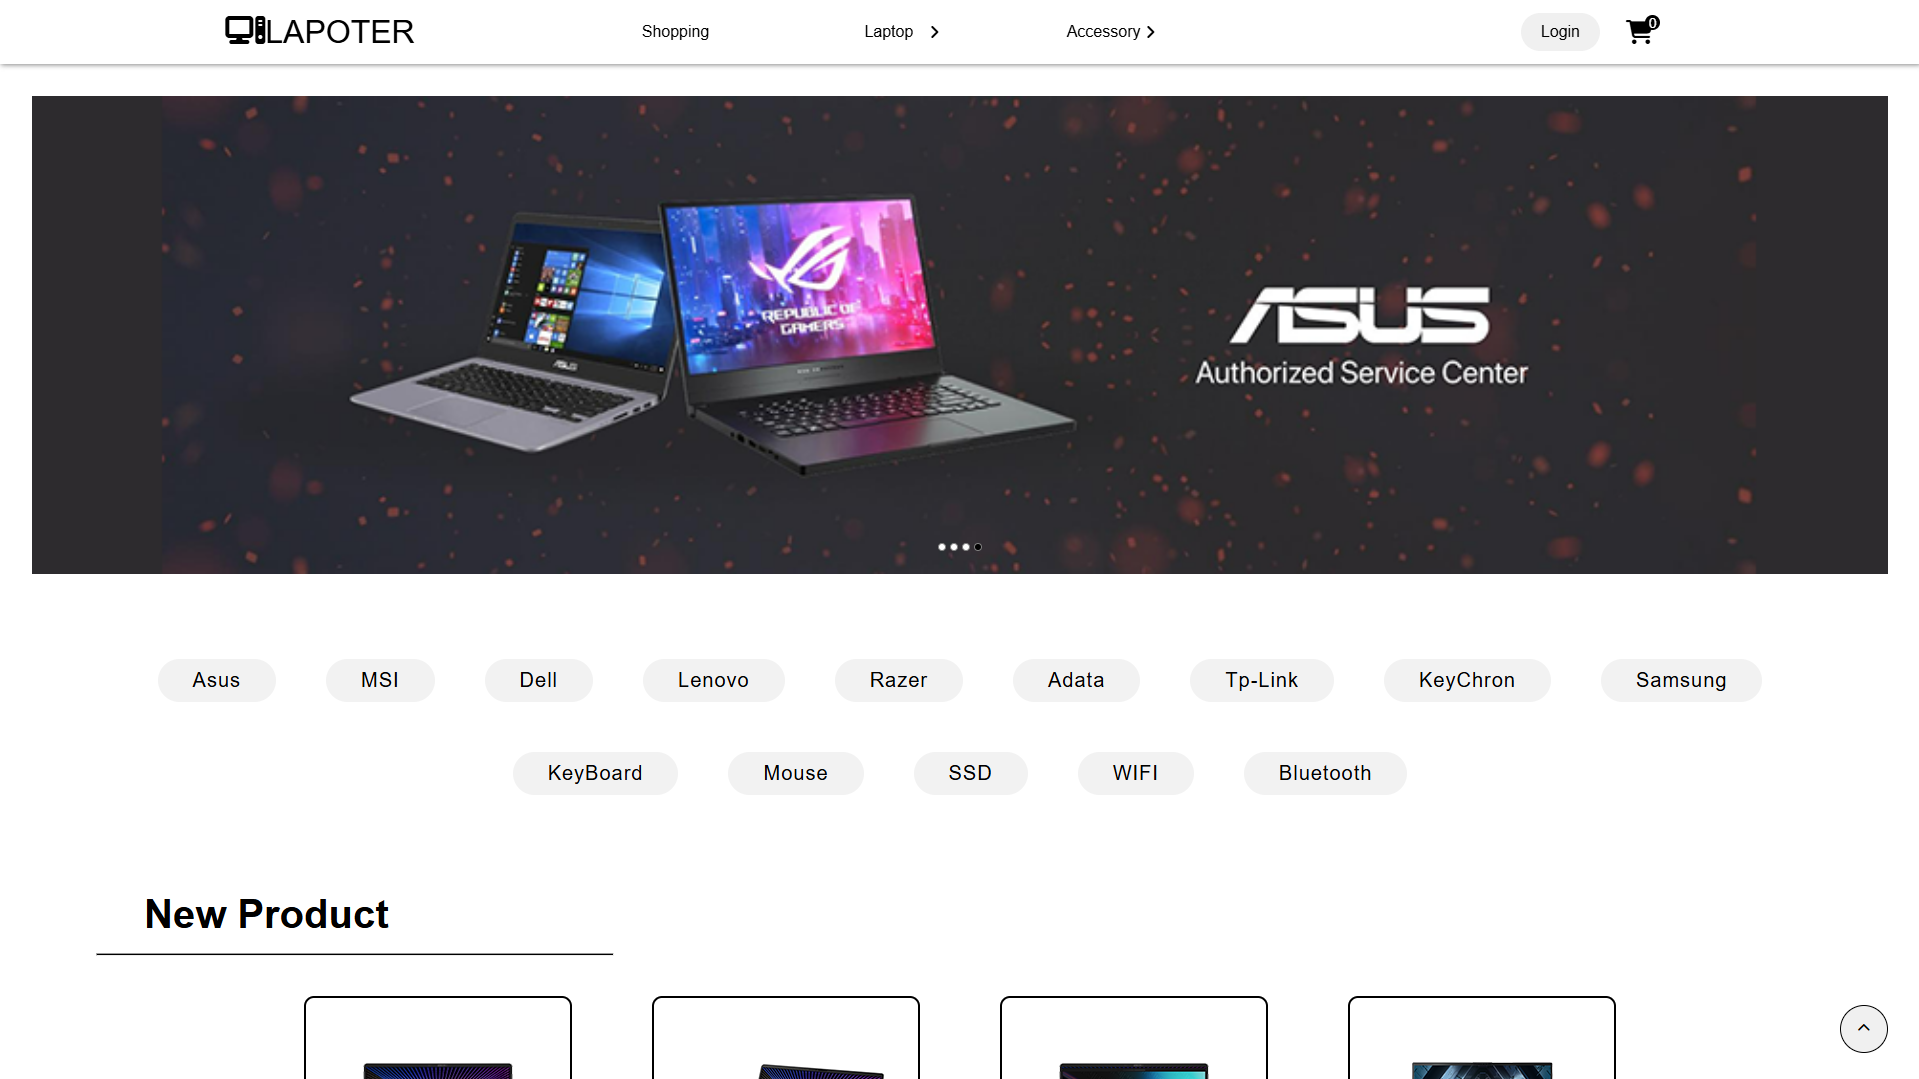 LAPOTER
Shopping
Laptop
Accessory
Login
0
REPUBLIC OF
GAMERS
ASUS
ASUS
Authorized Service Center
Asus
MSI
Dell
Lenovo
Razer
Adata
Tp-Link
KeyChron
Samsung
KeyBoard
Mouse
SSD
WIFI
Bluetooth
New Product